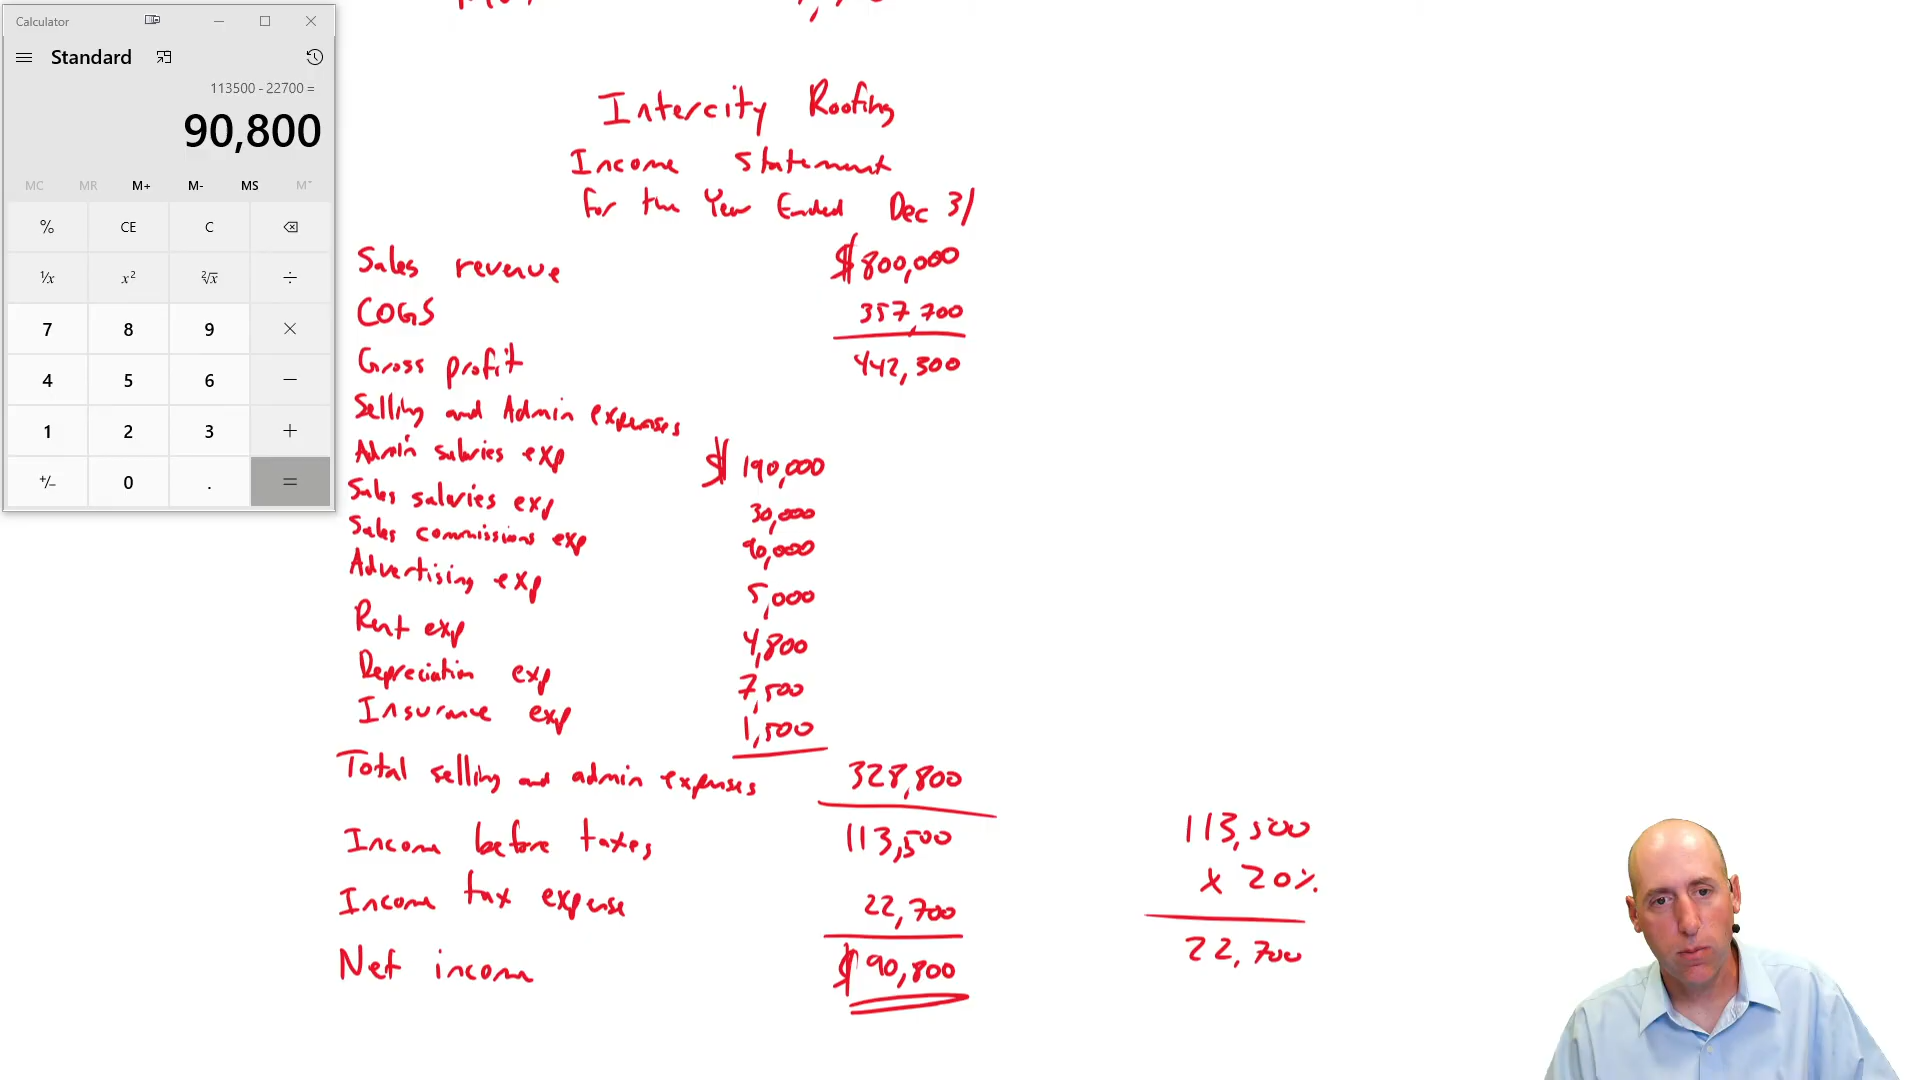 Calculator
Standard
113500 - 22700 =
90,800
MC MR M+ M- MS M˅
% CE C
¹/x x² ²√x ÷
7 8 9 ×
4 5 6 −
1 2 3 +
+/− 0 . =
Intercity Roofing
Income Statement
For the Year Ended Dec 31
Sales revenue $800,000
COGS 357,700
Gross profit 442,300
Selling and Admin expenses
Admin salaries exp $190,000
Sales salaries exp 30,000
Sales commissions exp 90,000
Advertising exp 5,000
Rent exp 4,800
Depreciation exp 7,500
Insurance exp 1,500
Total selling and admin expenses 328,800
Income before taxes 113,500
Income tax expense 22,700
Net income $90,800
113,500
x 20%
22,700